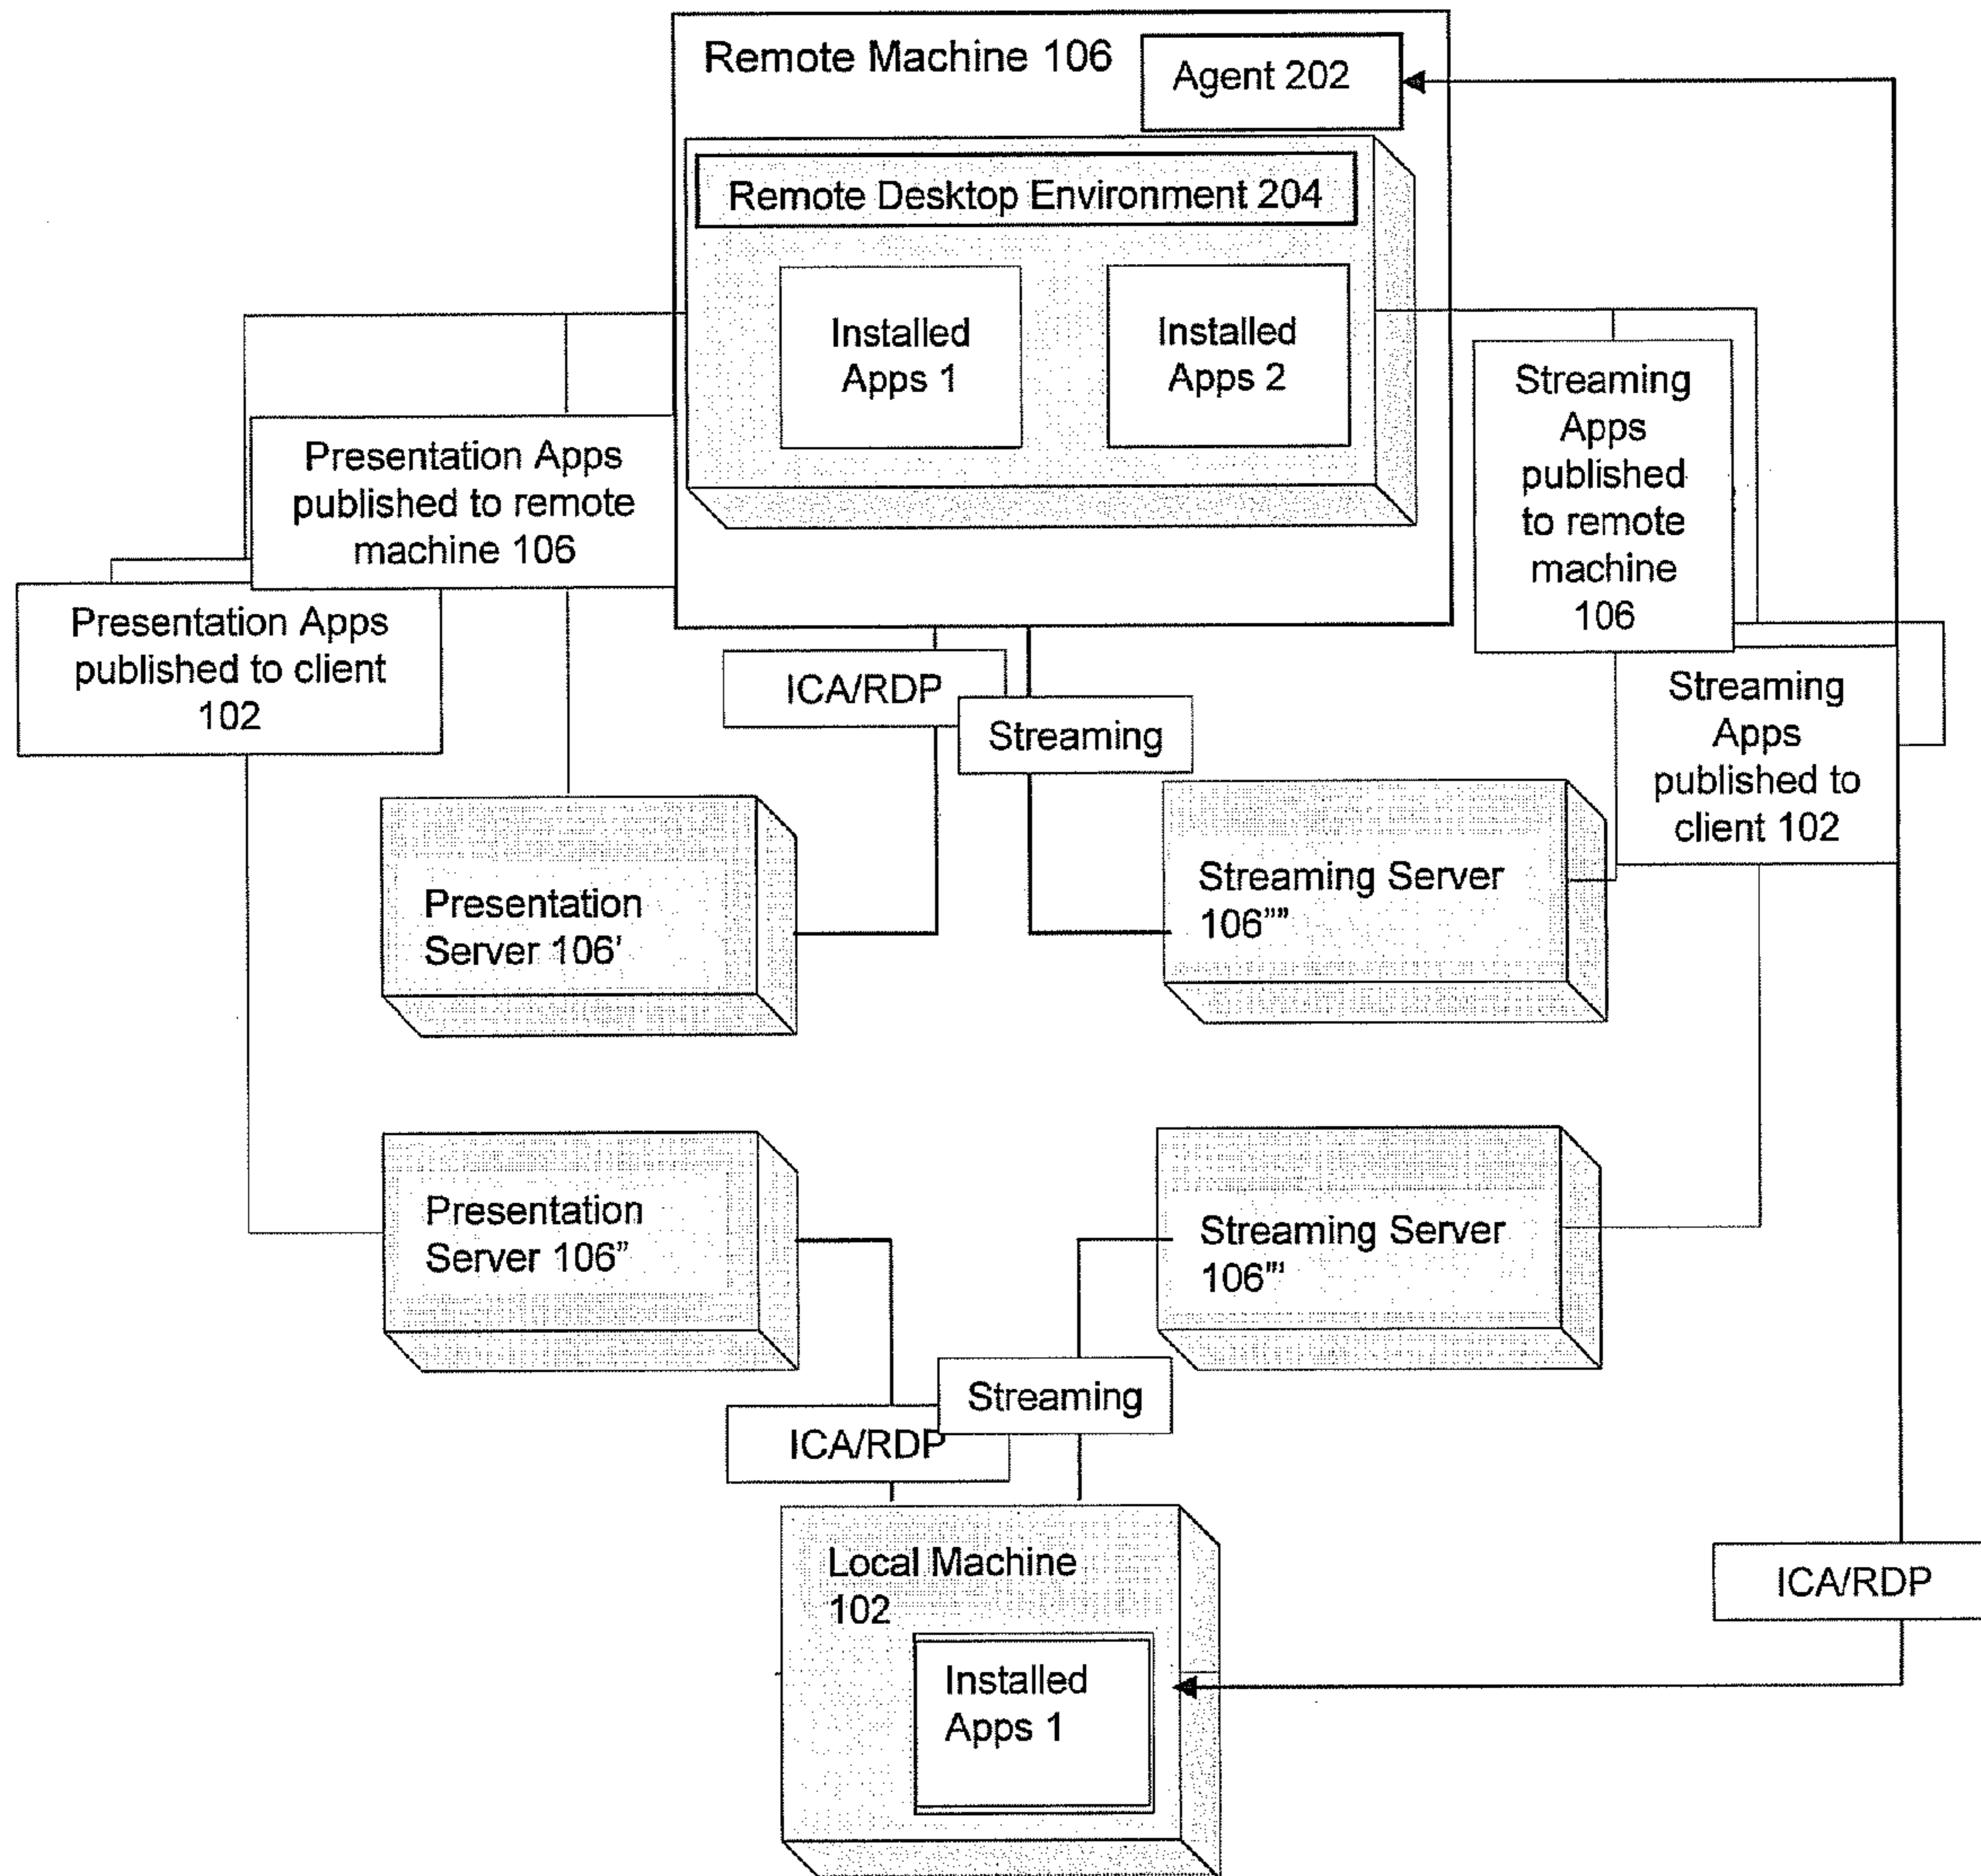 Remote Machine 106
Agent 202
Remote Desktop Environment 204
Installed
Apps 1
Installed
Apps 2
Presentation Apps
published to remote
machine 106
Streaming
Apps
published
to remote
machine
106
Presentation Apps
published to client
102
ICA/RDP
Streaming
Streaming
Apps
published to
client 102
Presentation
Server 106'
Streaming Server
106""
Presentation
Server 106"
Streaming Server
106"'
Streaming
ICA/RDP
Local Machine
102
Installed
Apps 1
ICA/RDP